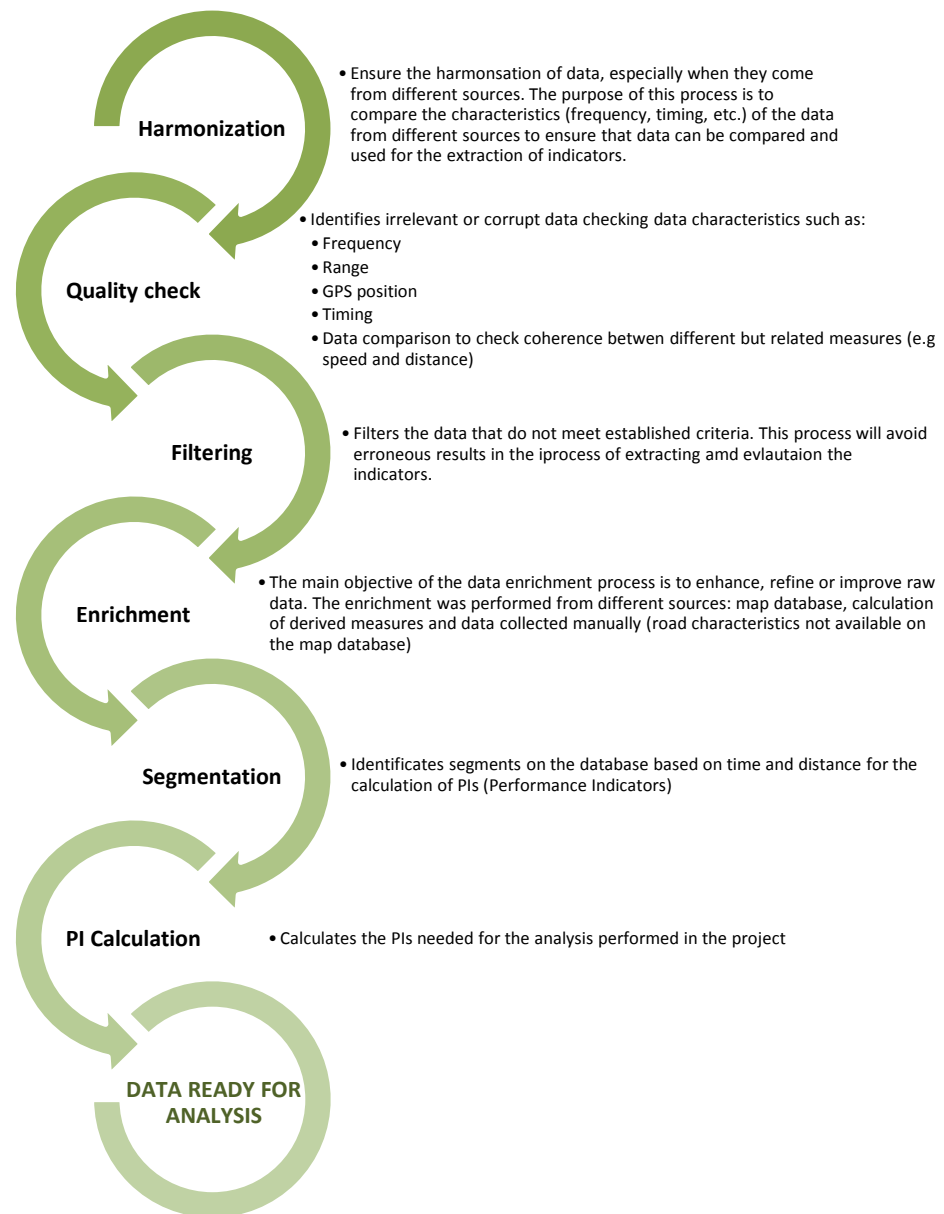 Harmonization
• Ensure the harmonsation of data, especially when they come
from different sources. The purpose of this process is to
compare the characteristics (frequency, timing, etc.) of the data
from different sources to ensure that data can be compared and
used for the extraction of indicators.
Quality check
• Identifies irrelevant or corrupt data checking data characteristics such as:
• Frequency
• Range
• GPS position
• Timing
• Data comparison to check coherence betwen different but related measures (e.g
speed and distance)
Filtering
• Filters the data that do not meet established criteria. This process will avoid
erroneous results in the iprocess of extracting amd evlautaion the
indicators.
Enrichment
• The main objective of the data enrichment process is to enhance, refine or improve raw
data. The enrichment was performed from different sources: map database, calculation
of derived measures and data collected manually (road characteristics not available on
the map database)
Segmentation
• Identificates segments on the database based on time and distance for the
calculation of PIs (Performance Indicators)
PI Calculation
• Calculates the PIs needed for the analysis performed in the project
DATA READY FOR
ANALYSIS